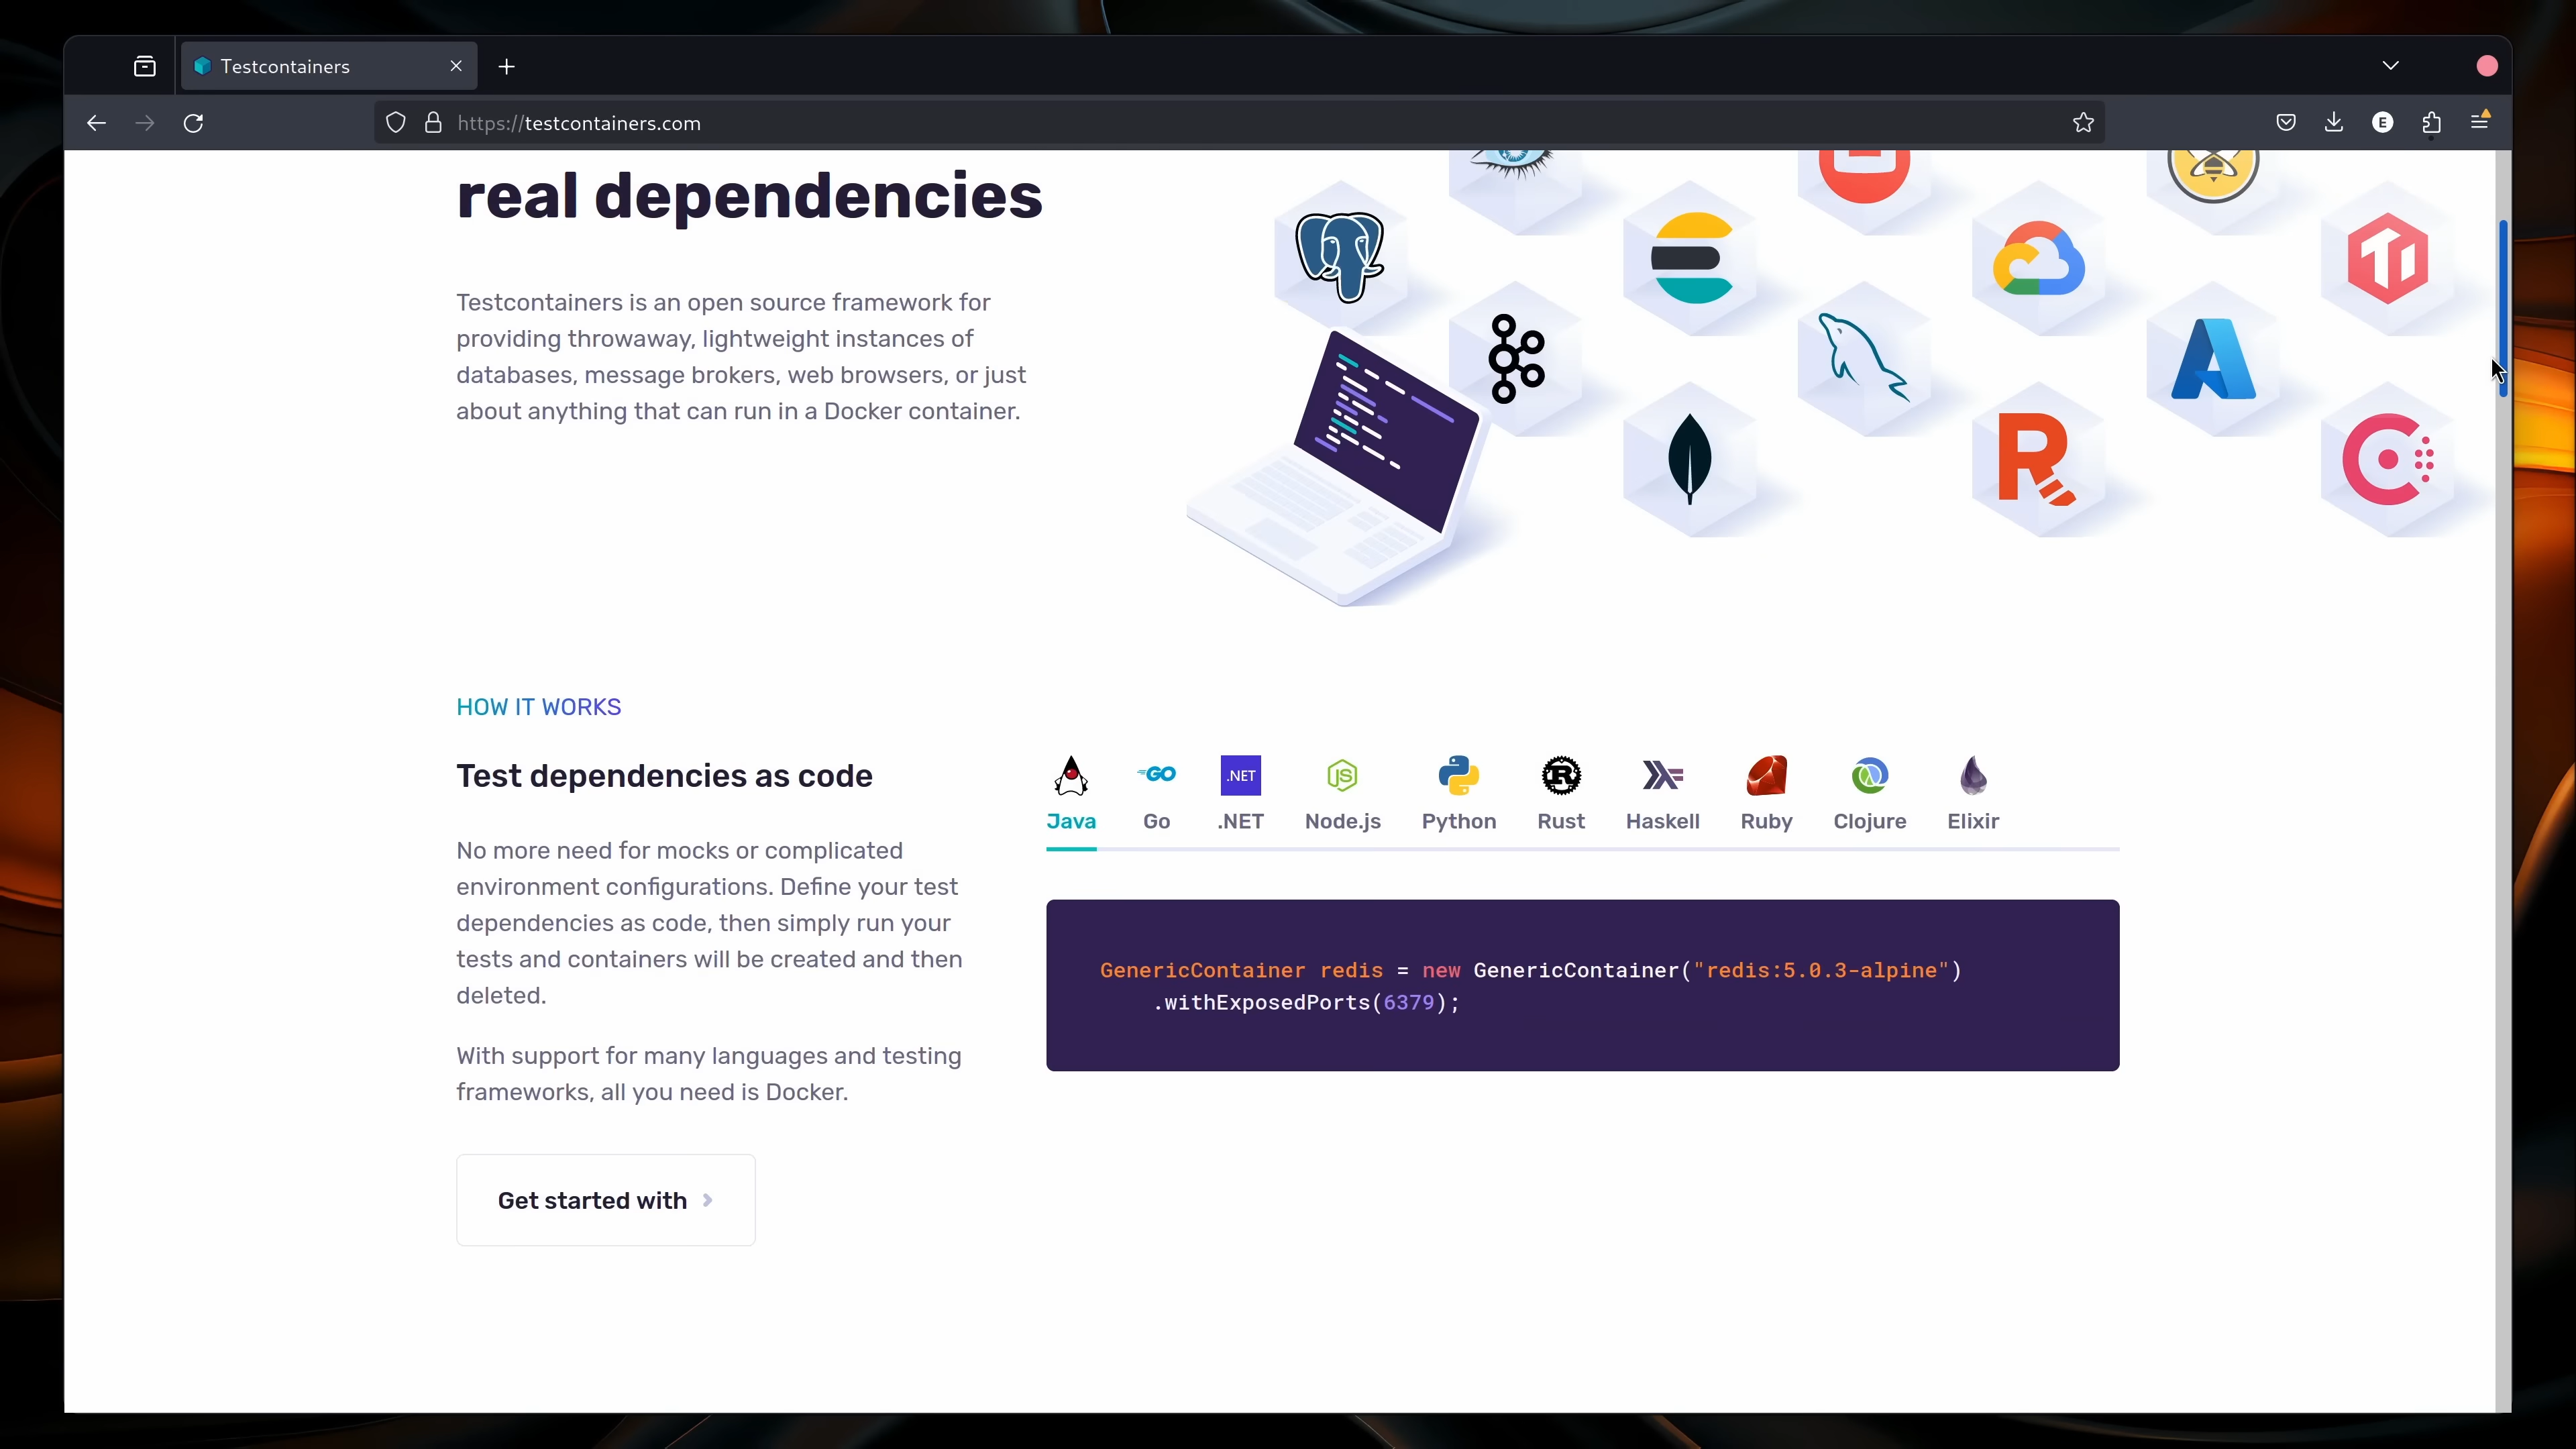 Testcontainers
https://testcontainers.com
E
real dependencies
Testcontainers is an open source framework for
providing throwaway, lightweight instances of
databases, message brokers, web browsers, or just
about anything that can run in a Docker container.
HOW IT WORKS
Test dependencies as code
No more need for mocks or complicated
environment configurations. Define your test
dependencies as code, then simply run your
tests and containers will be created and then
deleted.
With support for many languages and testing
frameworks, all you need is Docker.
Get started with
GO .NET JS R
Java Go .NET Node.js Python Rust Haskell Ruby Clojure Elixir
GenericContainer redis = new GenericContainer("redis:5.0.3-alpine")
.withExposedPorts(6379);